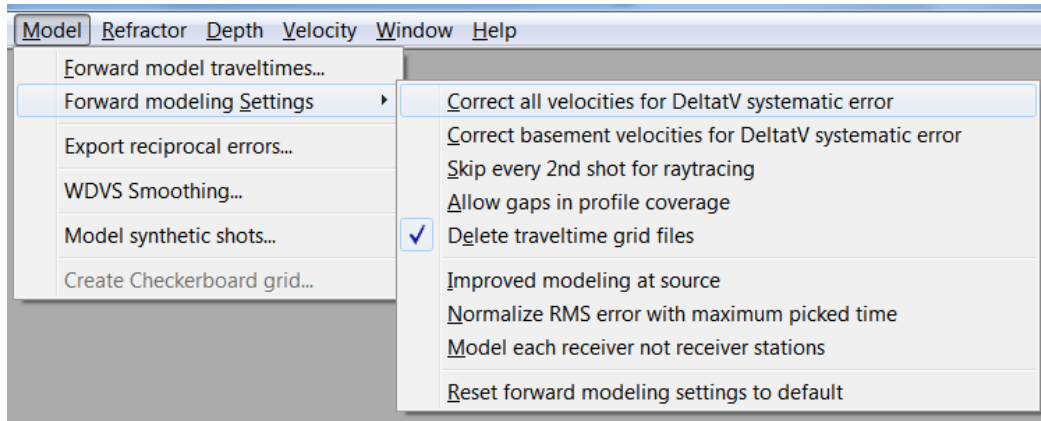 Model Refractor Depth Velocity Window Help
Forward model traveltimes...
Forward modeling Settings
Export reciprocal errors...
WDVS Smoothing...
Model synthetic shots...
Create Checkerboard grid...
Correct all velocities for DeltatV systematic error
Correct basement velocities for DeltatV systematic error
Skip every 2nd shot for raytracing
Allow gaps in profile coverage
Delete traveltime grid files
Improved modeling at source
Normalize RMS error with maximum picked time
Model each receiver not receiver stations
Reset forward modeling settings to default